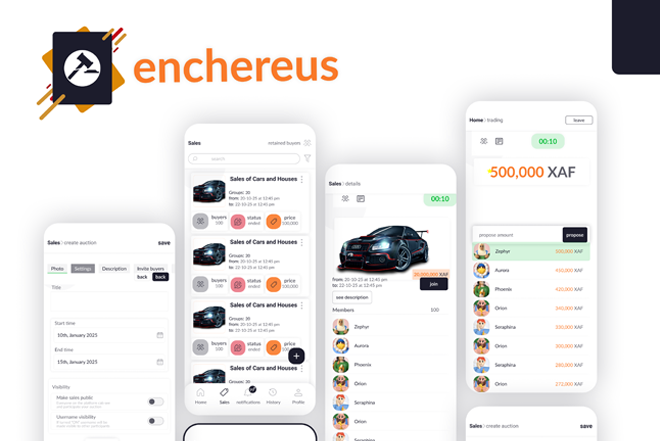 enchereus
Sales / create auction
save
Photo
Settings
Description
Invite buyers
back
back
Title
Start time
10th, January 2025
End time
15th, January 2025
Visibility
Make sales public
Username visibility
Sales
retained buyers
search
Sales of Cars and Houses
Groups: 20
from: 20-10-25 at 12:40 pm
to: 22-10-25 at 12:45 pm
buyers
100
status
ended
price
100,000
Sales of Cars and Houses
Groups: 20
from: 20-10-25 at 12:40 pm
to: 22-10-25 at 12:45 pm
buyers
100
status
ended
price
100,000
Sales of Cars and Houses
Groups: 20
from: 20-10-25 at 12:40 pm
to: 22-10-25 at 12:45 pm
buyers
100
status
ended
price
100,000
Sales of Cars and Houses
Home
Sales
notifications
History
Profile
Sales / details
00:10
20,000,000 XAF
from: 20-10-25 at 12:40 pm
to: 22-10-25 at 12:45 pm
join
see description
Members
100
Zephyr
Aurora
Phoenix
Orion
Seraphina
Orion
Seraphina
Home / trading
leave
00:10
500,000 XAF
propose amount
propose
Zephyr
500,000 XAF
Aurora
450,000 XAF
Phoenix
420,000 XAF
Orion
340,000 XAF
Seraphina
330,000 XAF
Orion
300,000 XAF
Seraphina
280,000 XAF
Orion
272,000 XAF
Sales / create auction
save